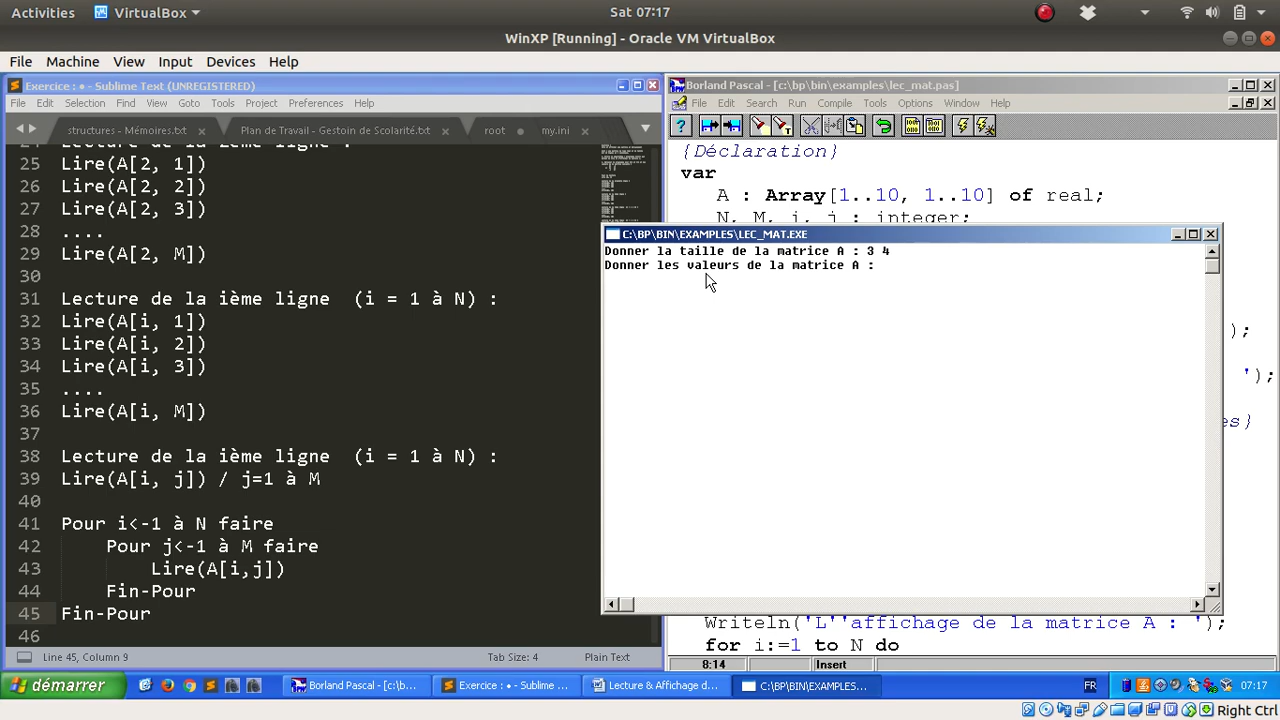 Activities
VirtualBox
Sat 07:17
WinXP [Running] - Oracle VM VirtualBox
File Machine View Input Devices Help
Exercice : • - Sublime Text (UNREGISTERED)
File Edit Selection Find View Goto Tools Project Preferences Help
structures - Mémoires.txt
Plan de Travail - Gestoin de Scolarité.txt
root
my.ini
25 Lire(A[2, 1])
26 Lire(A[2, 2])
27 Lire(A[2, 3])
28 ....
29 Lire(A[2, M])
30
31 Lecture de la ième ligne (i = 1 à N) :
32 Lire(A[i, 1])
33 Lire(A[i, 2])
34 Lire(A[i, 3])
35 ....
36 Lire(A[i, M])
37
38 Lecture de la ième ligne (i = 1 à N) :
39 Lire(A[i, j]) / j=1 à M
40
41 Pour i<-1 à N faire
42 Pour j<-1 à M faire
43 Lire(A[i,j])
44 Fin-Pour
45 Fin-Pour
46
Line 45, Column 9
Tab Size: 4
Plain Text
Borland Pascal - [c:\bp\bin\examples\lec_mat.pas]
File Edit Search Run Compile Tools Options Window Help
{Déclaration}
var
A : Array[1..10, 1..10] of real;
N, M, i, j : integer;
C:\BP\BIN\EXAMPLES\LEC_MAT.EXE
Donner la taille de la matrice A : 3 4
Donner les valeurs de la matrice A :
);
');
es}
Writeln('L''affichage de la matrice A : ');
for i:=1 to N do
8:14
Insert
démarrer
Borland Pascal - [c:\b...
Exercice : • - Sublime ...
Lecture & Affichage d...
C:\BP\BIN\EXAMPLES...
FR
07:17
Right Ctrl